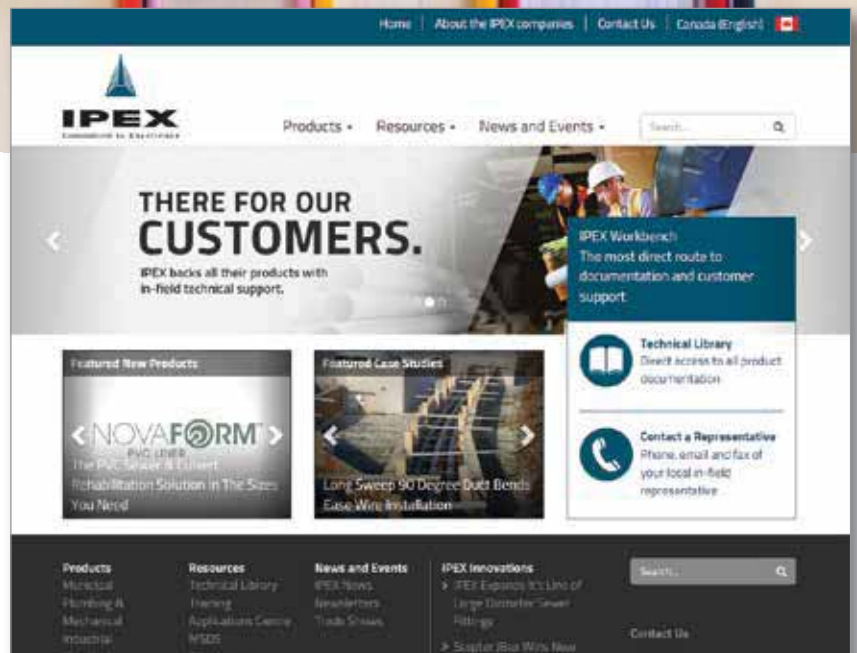 Home | About the IPEX companies | Contact Us | Canada (English)
IPEX
Products Resources News and Events
Search...
THERE FOR OUR
CUSTOMERS.
IPEX backs all their products with
in-field technical support.
IPEX Workbench
The most direct route to
documentation and customer
support
Technical Library
Direct access to all product
documentation
Contact a Representative
Phone, email and fax of
your local in-field
representative
Featured New Products
NOVAFORM™
PVC LINER
The PVC Sewer & Culvert
Rehabilitation Solution in The Sizes
You Need
Featured Case Studies
Long Sweep 90 Degree Duct Bends
Ease Wire Installation
Products
Municipal
Plumbing &
Mechanical
Industrial
Resources
Technical Library
Training
Applications Centre
MSDS
News and Events
IPEX News
Newsletters
Trade Shows
IPEX Innovations
> IPEX Expands It's Line of
Large Diameter Sewer
Fittings
> Scepter JBox Wins New
Search...
Contact Us